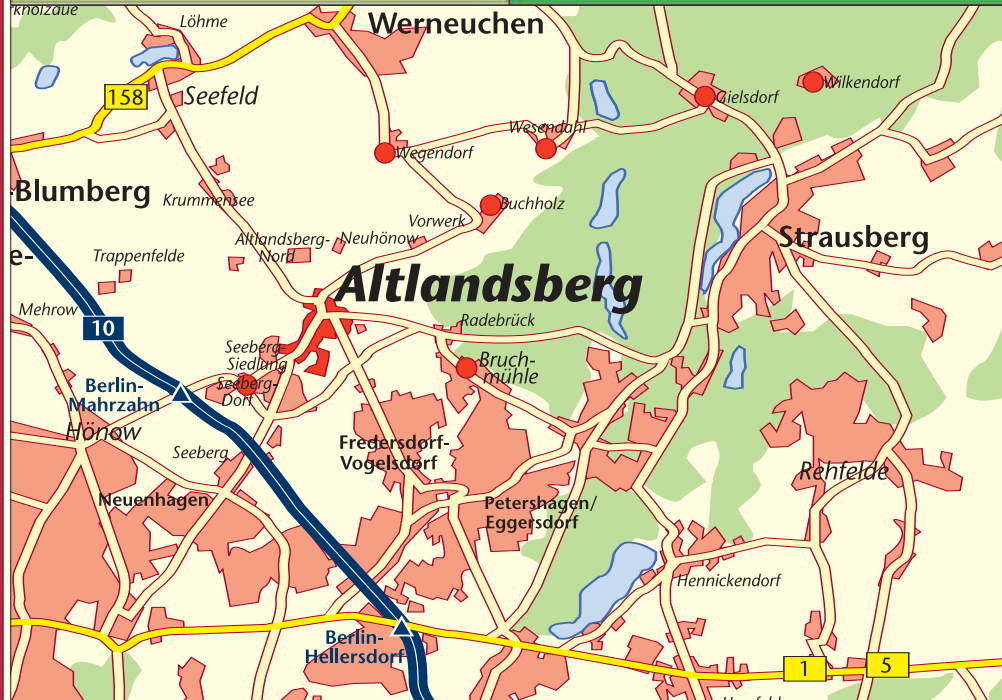 Löhme
Werneuchen
158
Seefeld
Gielsdorf
Wilkendorf
Wesendahl
Wegendorf
-Blumberg
Krummensee
Buchholz
Vorwerk
Altlandsberg-
Nord
Neuhönow
Strausberg
e-
Trappenfelde
Altlandsberg
Mehrow
10
Radebrück
Seeberg-
Siedlung
Bruch-
mühle
Seeberg-
Dorf
Berlin-
Mahrzahn
Hönow
Seeberg
Fredersdorf-
Vogelsdorf
Rehfelde
Neuenhagen
Petershagen/
Eggersdorf
Hennickendorf
Berlin-
Hellersdorf
1
5